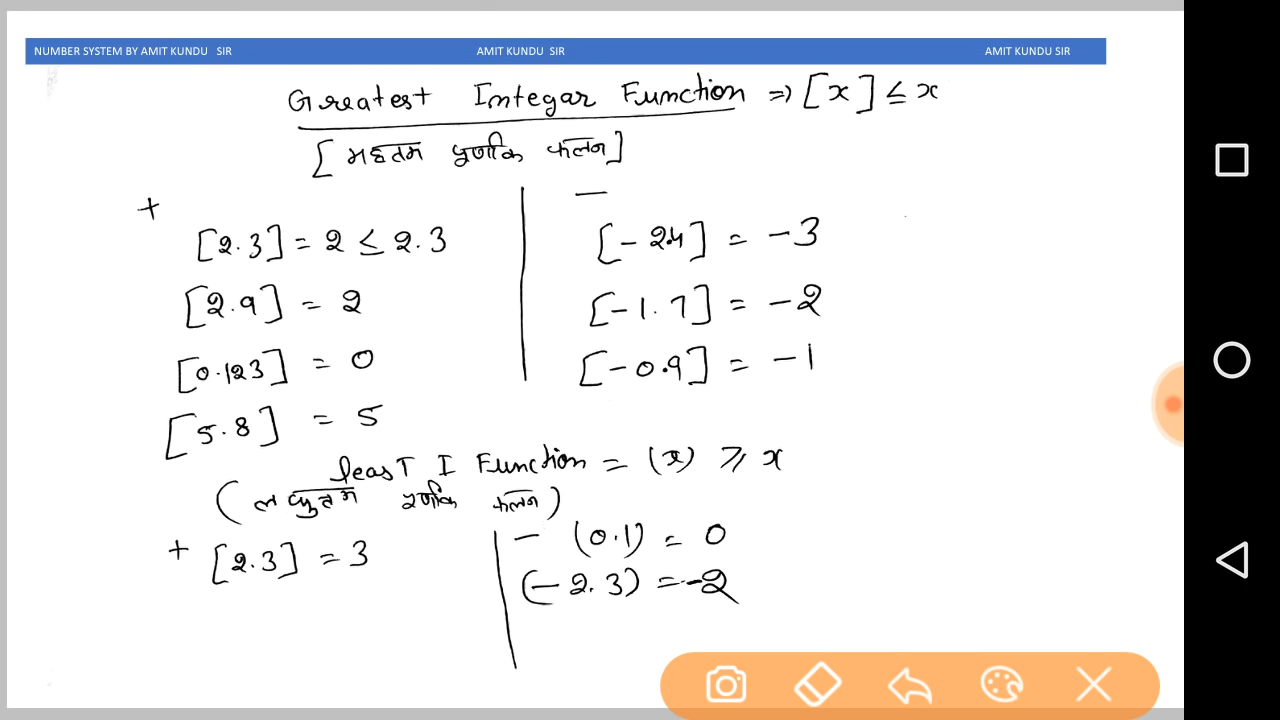 NUMBER SYSTEM BY AMIT KUNDU SIR AMIT KUNDU SIR AMIT KUNDU SIR
Greatest Integar Function ⇒ [x] ≤ x
[महत्तम पूर्णांक फलन]
+ −
[2.3] = 2 ≤ 2.3 [-2.4] = -3
[2.9] = 2 [-1.7] = -2
[0.123] = 0 [-0.9] = -1
[5.8] = 5
least I Function = (x) ≥ x
(लघुतम पूर्णांक फलन)
+ [2.3] = 3 − (0.1) = 0
(-2.3) = -2